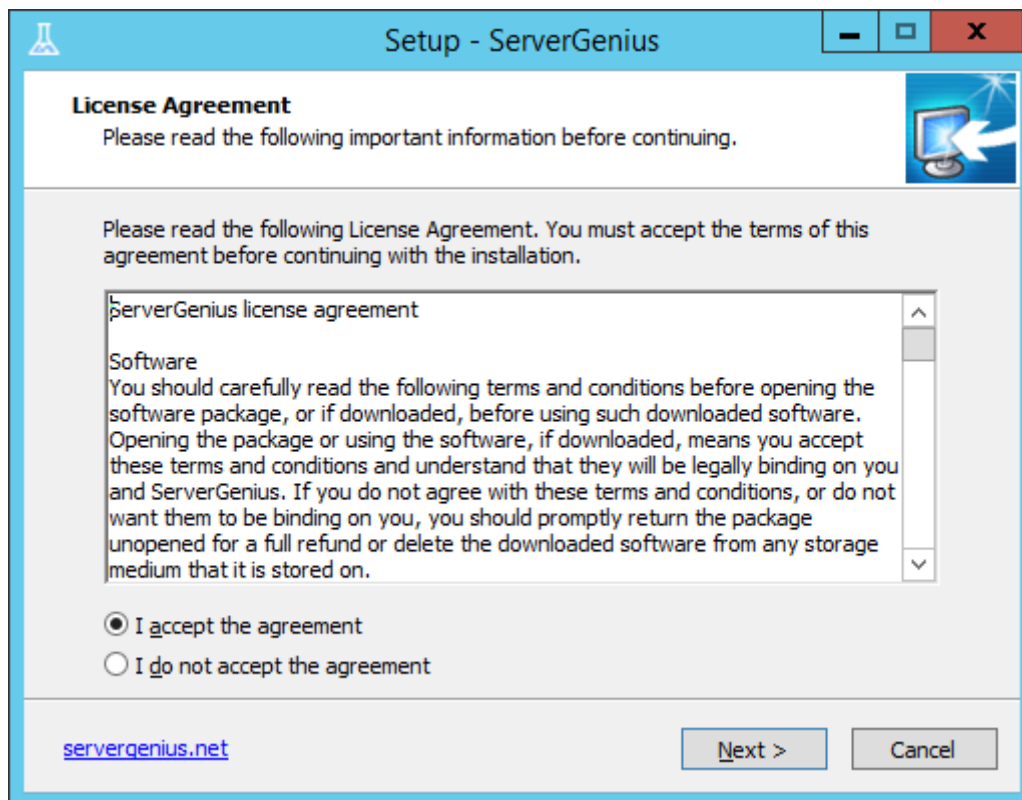 Setup - ServerGenius
License Agreement
Please read the following important information before continuing.
Please read the following License Agreement. You must accept the terms of this
agreement before continuing with the installation.
ServerGenius license agreement
Software
You should carefully read the following terms and conditions before opening the
software package, or if downloaded, before using such downloaded software.
Opening the package or using the software, if downloaded, means you accept
these terms and conditions and understand that they will be legally binding on you
and ServerGenius. If you do not agree with these terms and conditions, or do not
want them to be binding on you, you should promptly return the package
unopened for a full refund or delete the downloaded software from any storage
medium that it is stored on.
I accept the agreement
I do not accept the agreement
servergenius.net
Next >
Cancel